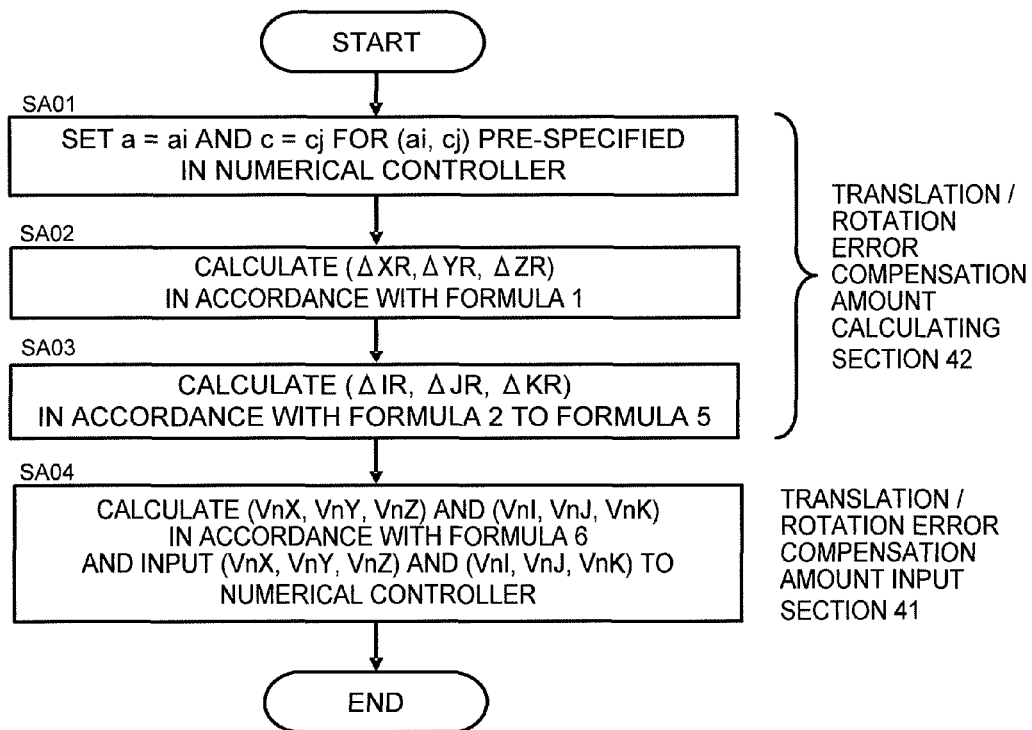 START
SA01
SET a = ai AND c = cj FOR (ai, cj) PRE-SPECIFIED
IN NUMERICAL CONTROLLER
SA02
CALCULATE (ΔXR, ΔYR, ΔZR)
IN ACCORDANCE WITH FORMULA 1
SA03
CALCULATE (ΔIR, ΔJR, ΔKR)
IN ACCORDANCE WITH FORMULA 2 TO FORMULA 5
TRANSLATION /
ROTATION
ERROR
COMPENSATION
AMOUNT
CALCULATING
SECTION 42
SA04
CALCULATE (VnX, VnY, VnZ) AND (VnI, VnJ, VnK)
IN ACCORDANCE WITH FORMULA 6
AND INPUT (VnX, VnY, VnZ) AND (VnI, VnJ, VnK) TO
NUMERICAL CONTROLLER
TRANSLATION /
ROTATION ERROR
COMPENSATION
AMOUNT INPUT
SECTION 41
END